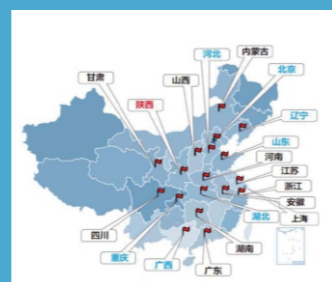 内蒙古
河北
北京
甘肃
山西
陕西
辽宁
山东
河南
江苏
浙江
安徽
上海
湖北
四川
重庆
湖南
广西
广东